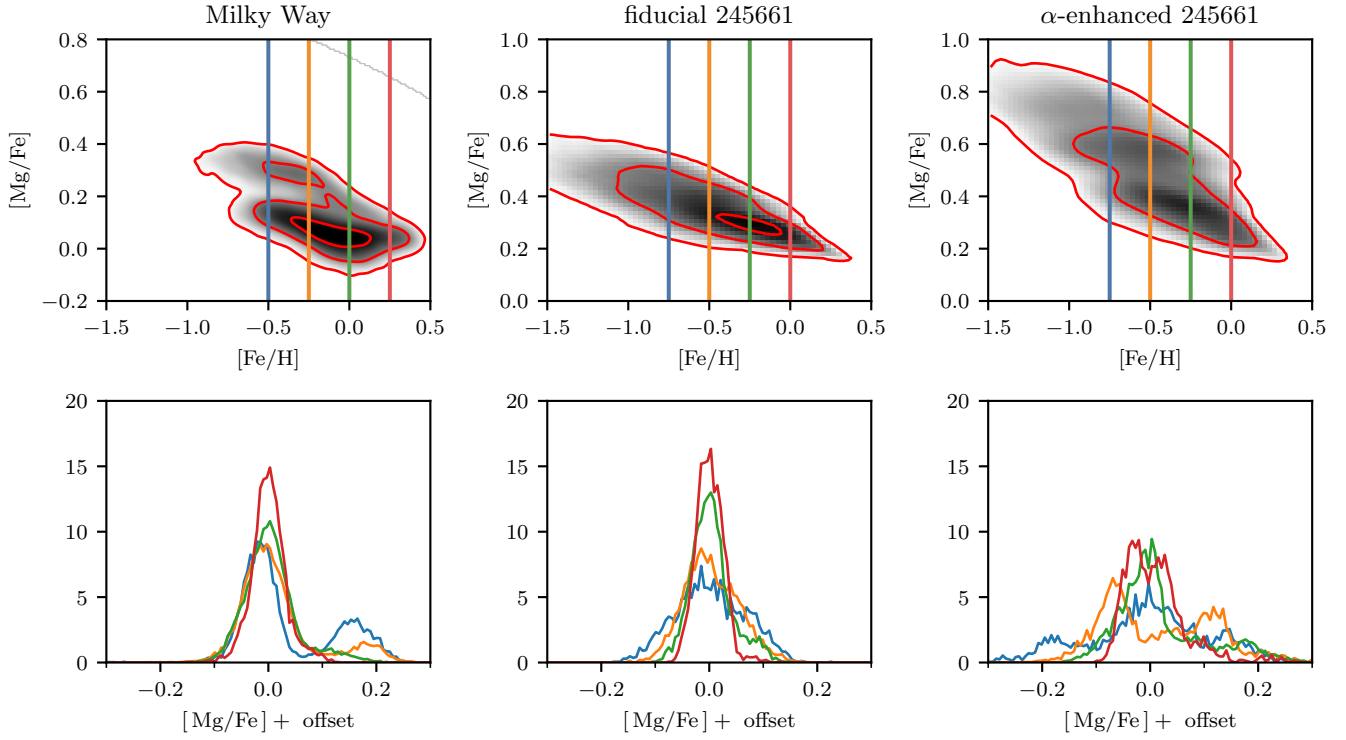 Milky Way
fiducial 245661
α-enhanced 245661
0.8
0.6
0.4
0.2
0.0
−0.2
[Mg/Fe]
−1.5 −1.0 −0.5 0.0 0.5
[Fe/H]
1.0
0.8
0.6
0.4
0.2
0.0
[Mg/Fe]
−1.5 −1.0 −0.5 0.0 0.5
[Fe/H]
1.0
0.8
0.6
0.4
0.2
0.0
[Mg/Fe]
−1.5 −1.0 −0.5 0.0 0.5
[Fe/H]
20
15
10
5
0
−0.2 0.0 0.2
[Mg/Fe] + offset
20
15
10
5
0
−0.2 0.0 0.2
[Mg/Fe] + offset
20
15
10
5
0
−0.2 0.0 0.2
[Mg/Fe] + offset